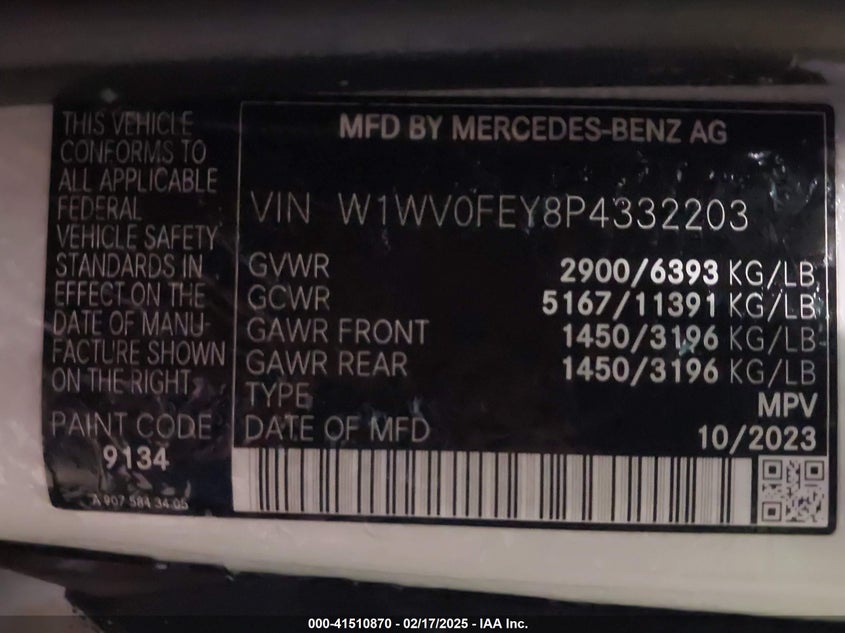 THIS VEHICLE
CONFORMS TO
ALL APPLICABLE
FEDERAL
VEHICLE SAFETY
STANDARDS IN
EFFECT ON THE
DATE OF MANU-
FACTURE SHOWN
ON THE RIGHT
PAINT CODE
9134
A 907 584 34 05
MFD BY MERCEDES-BENZ AG
VIN W1WV0FEY8P4332203
GVWR 2900/6393 KG/LB
GCWR 5167/11391 KG/LB
GAWR FRONT 1450/3196 KG/LB
GAWR REAR 1450/3196 KG/LB
TYPE MPV
DATE OF MFD 10/2023
000-41510870 - 02/17/2025 - IAA Inc.